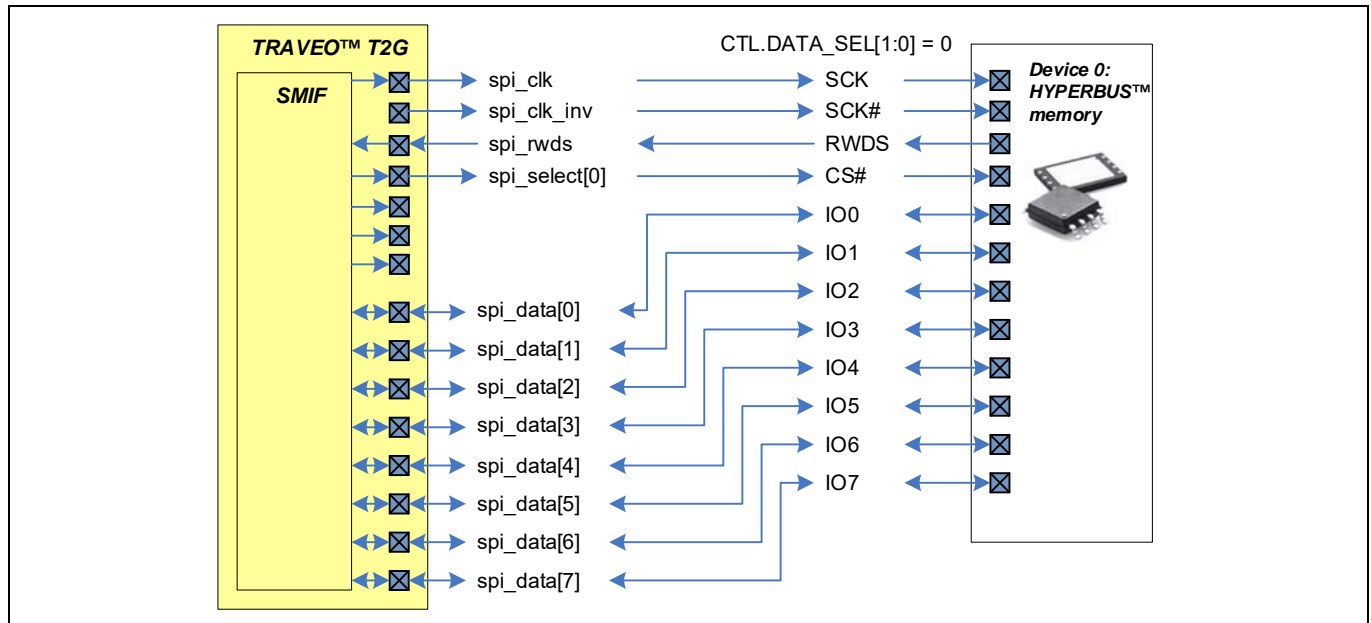 TRAVEO™ T2G
CTL.DATA_SEL[1:0] = 0
SMIF
Device 0:
HYPERBUS™
memory
spi_clk SCK
spi_clk_inv SCK#
spi_rwds RWDS
spi_select[0] CS#
IO0
IO1
IO2
IO3
IO4
IO5
IO6
IO7
spi_data[0]
spi_data[1]
spi_data[2]
spi_data[3]
spi_data[4]
spi_data[5]
spi_data[6]
spi_data[7]